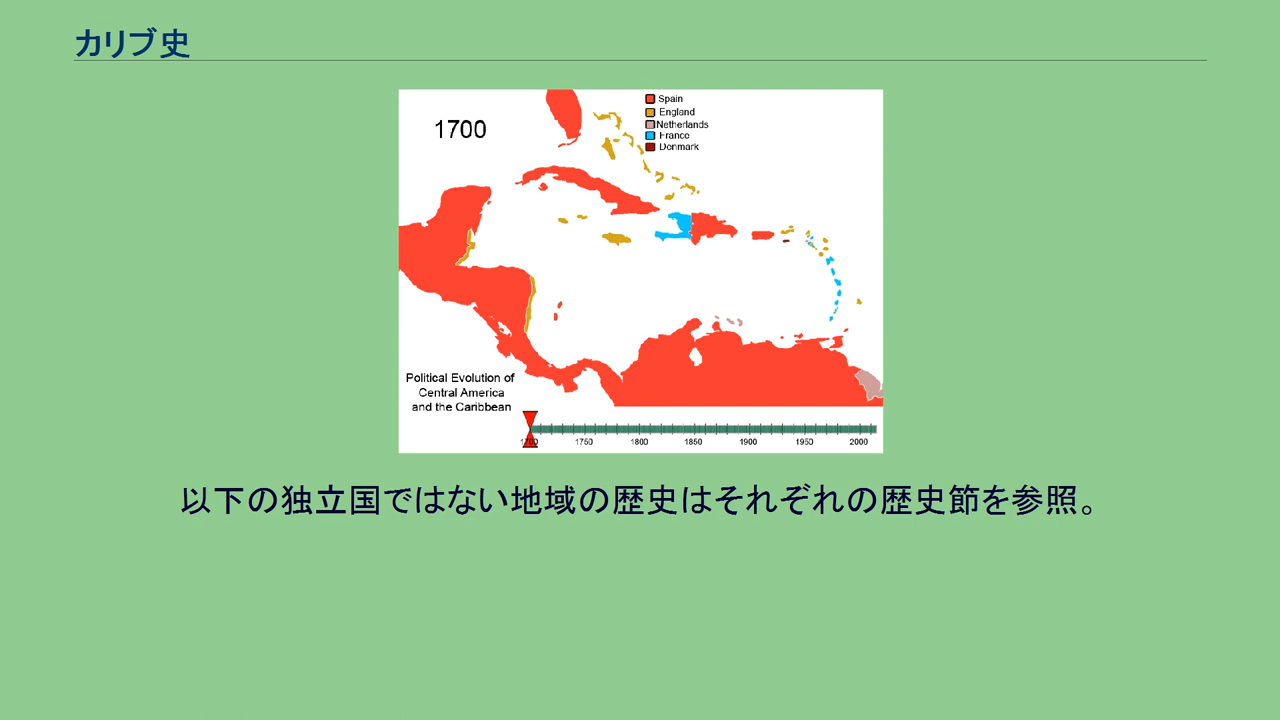 カリブ史
1700
Spain
England
Netherlands
France
Denmark
Political Evolution of
Central America
and the Caribbean
1700 1750 1800 1850 1900 1950 2000
以下の独立国ではない地域の歴史はそれぞれの歴史節を参照。